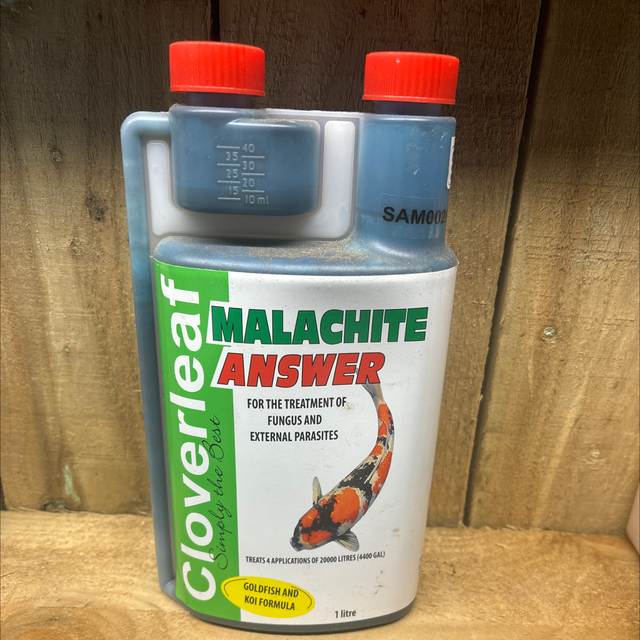 40
35
30
25
20
15
10 ml
Cloverleaf
Simply the Best
MALACHITE
ANSWER
FOR THE TREATMENT OF
FUNGUS AND
EXTERNAL PARASITES
TREATS 4 APPLICATIONS OF 20000 LITRES (4400 GAL)
GOLDFISH AND
KOI FORMULA
1 litre